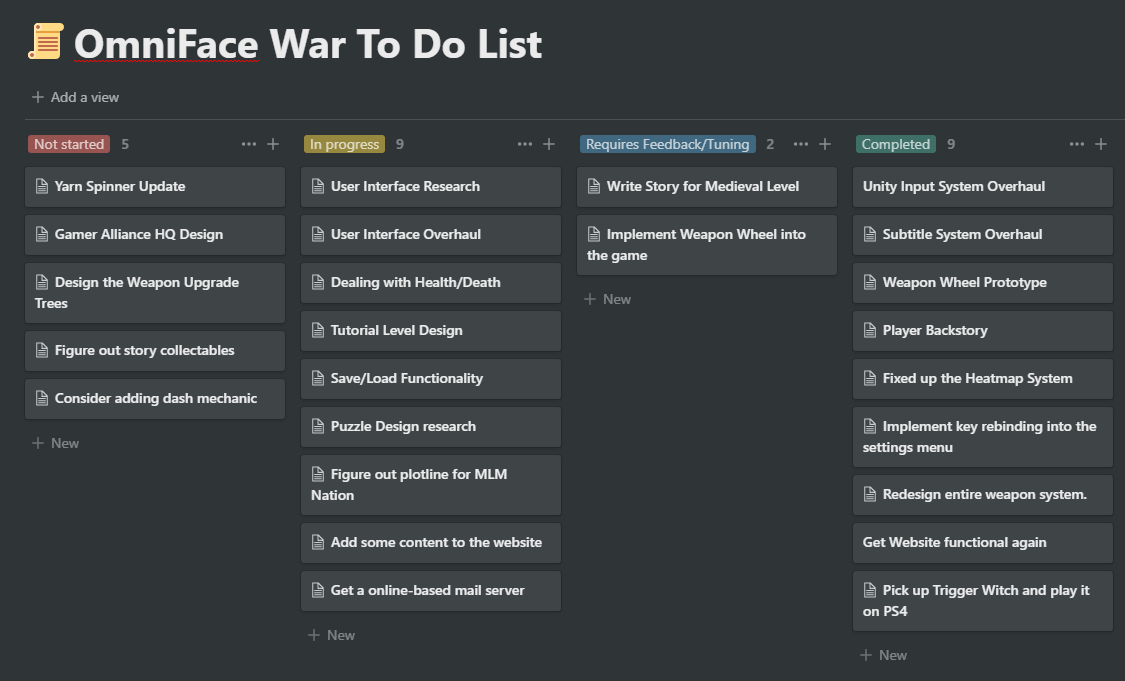 OmniFace War To Do List
Add a view
Not started 5
Yarn Spinner Update
Gamer Alliance HQ Design
Design the Weapon Upgrade
Trees
Figure out story collectables
Consider adding dash mechanic
New
In progress 9
User Interface Research
User Interface Overhaul
Dealing with Health/Death
Tutorial Level Design
Save/Load Functionality
Puzzle Design research
Figure out plotline for MLM
Nation
Add some content to the website
Get a online-based mail server
New
Requires Feedback/Tuning 2
Write Story for Medieval Level
Implement Weapon Wheel into
the game
New
Completed 9
Unity Input System Overhaul
Subtitle System Overhaul
Weapon Wheel Prototype
Player Backstory
Fixed up the Heatmap System
Implement key rebinding into the
settings menu
Redesign entire weapon system.
Get Website functional again
Pick up Trigger Witch and play it
on PS4
New